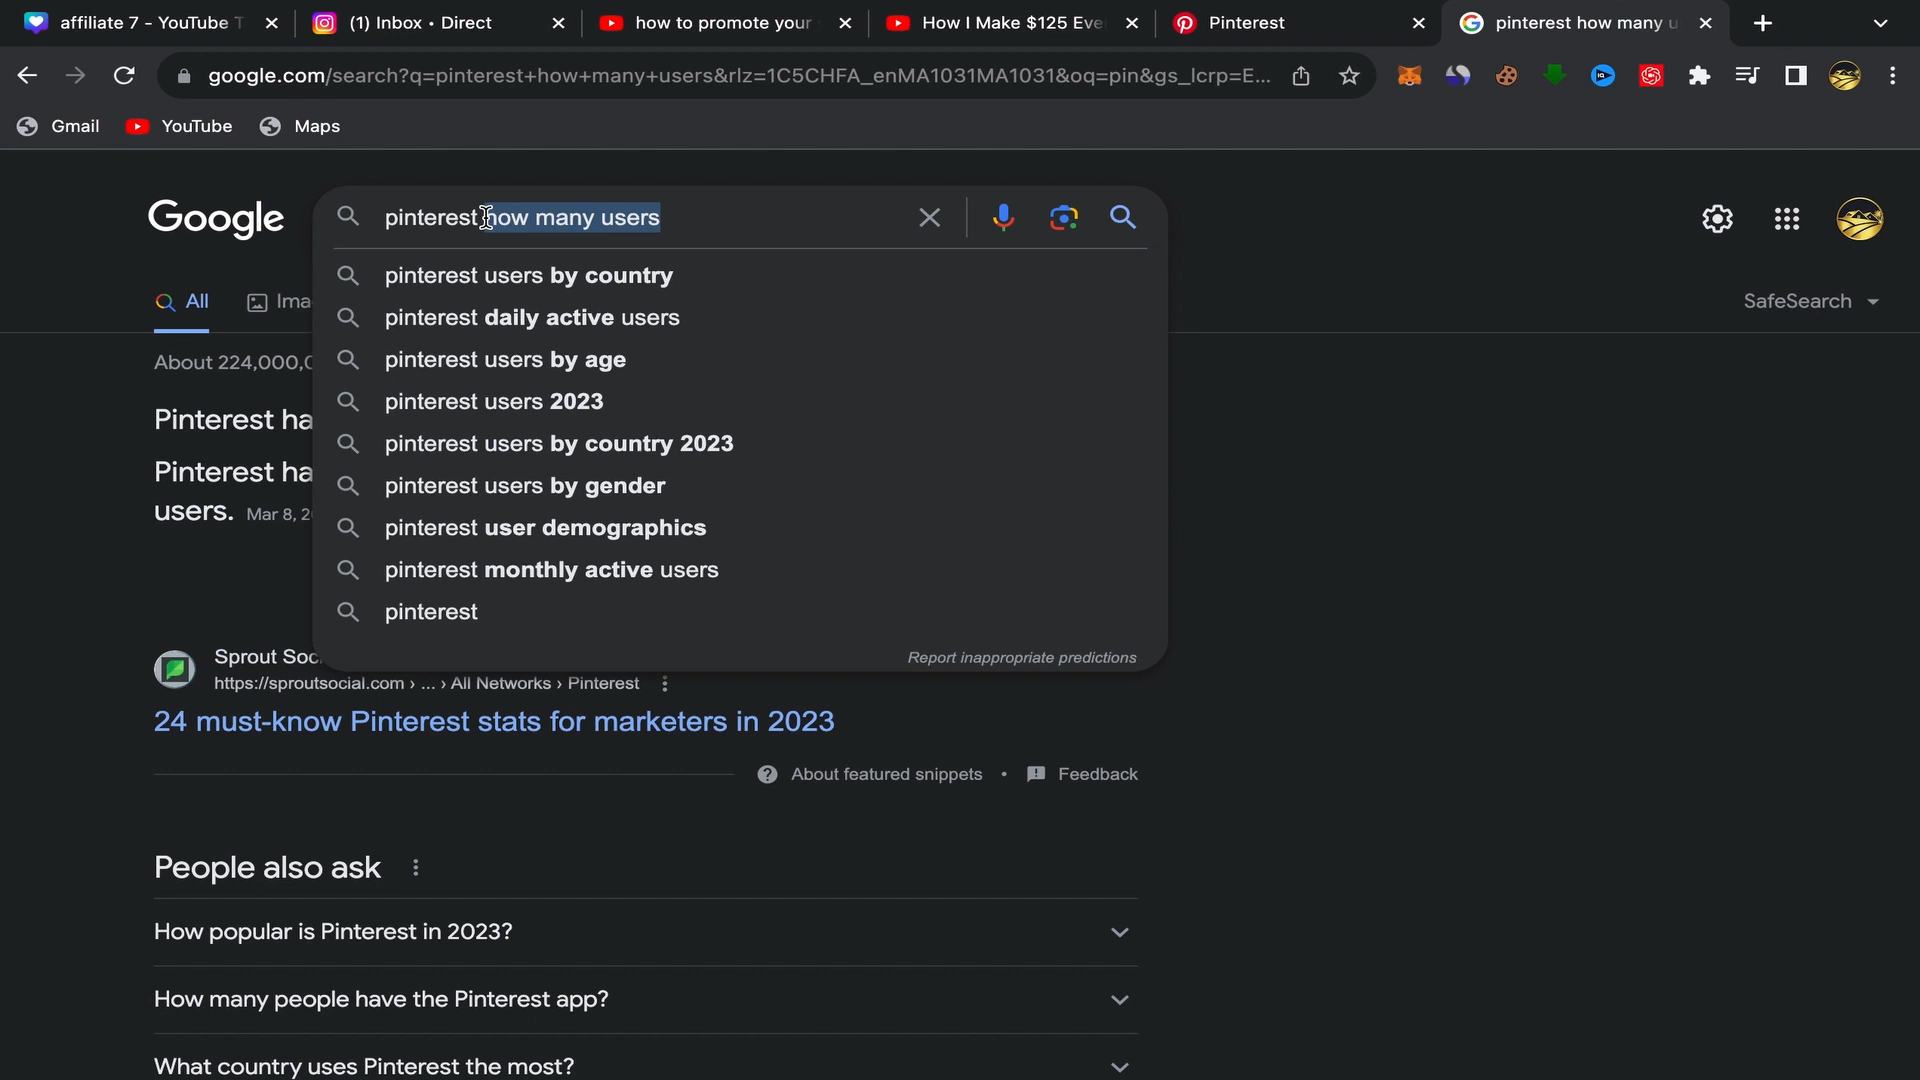 affiliate 7 - YouTube T
(1) Inbox • Direct
how to promote your
How I Make $125 Eve
Pinterest
pinterest how many u
google.com/search?q=pinterest+how+many+users&rlz=1C5CHFA_enMA1031MA1031&oq=pin&gs_lcrp=E...
Gmail
YouTube
Maps
Google
pinterest how many users
pinterest users by country
pinterest daily active users
pinterest users by age
pinterest users 2023
pinterest users by country 2023
pinterest users by gender
pinterest user demographics
pinterest monthly active users
pinterest
Report inappropriate predictions
All
Ima
SafeSearch
About 224,000,0
Pinterest ha
Pinterest ha
users. Mar 8, 2
Sprout Soc
https://sproutsocial.com › ... › All Networks › Pinterest
24 must-know Pinterest stats for marketers in 2023
About featured snippets • Feedback
People also ask
How popular is Pinterest in 2023?
How many people have the Pinterest app?
What country uses Pinterest the most?